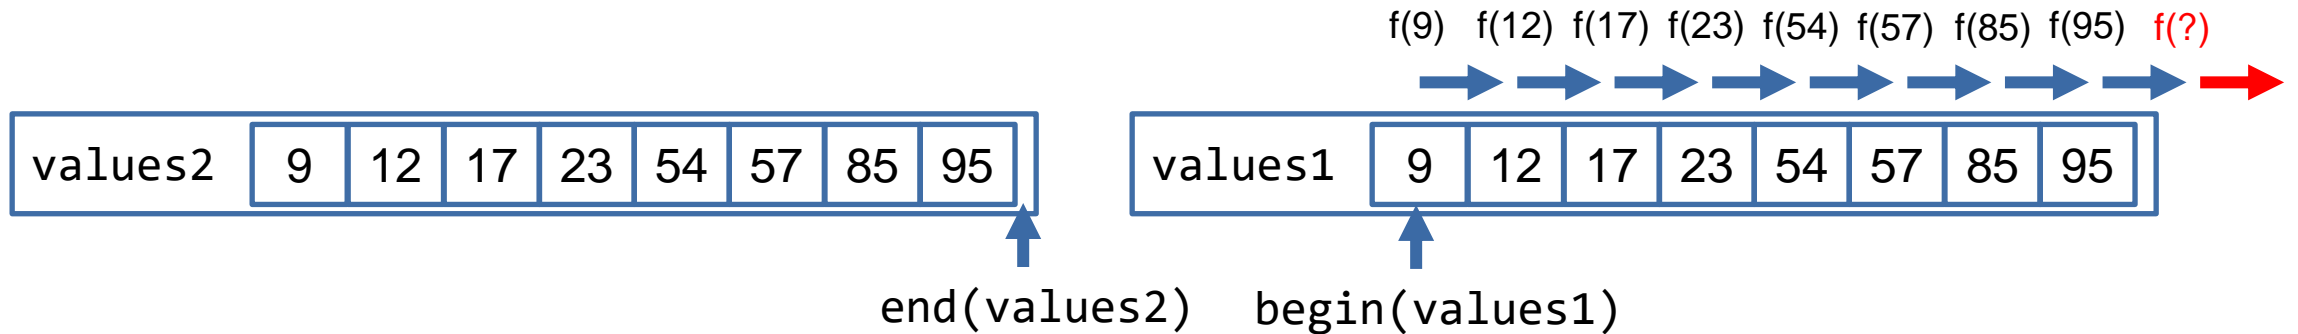 f(9) f(12) f(17) f(23) f(54) f(57) f(85) f(95) f(?)
values2 9 12 17 23 54 57 85 95
values1 9 12 17 23 54 57 85 95
end(values2) begin(values1)